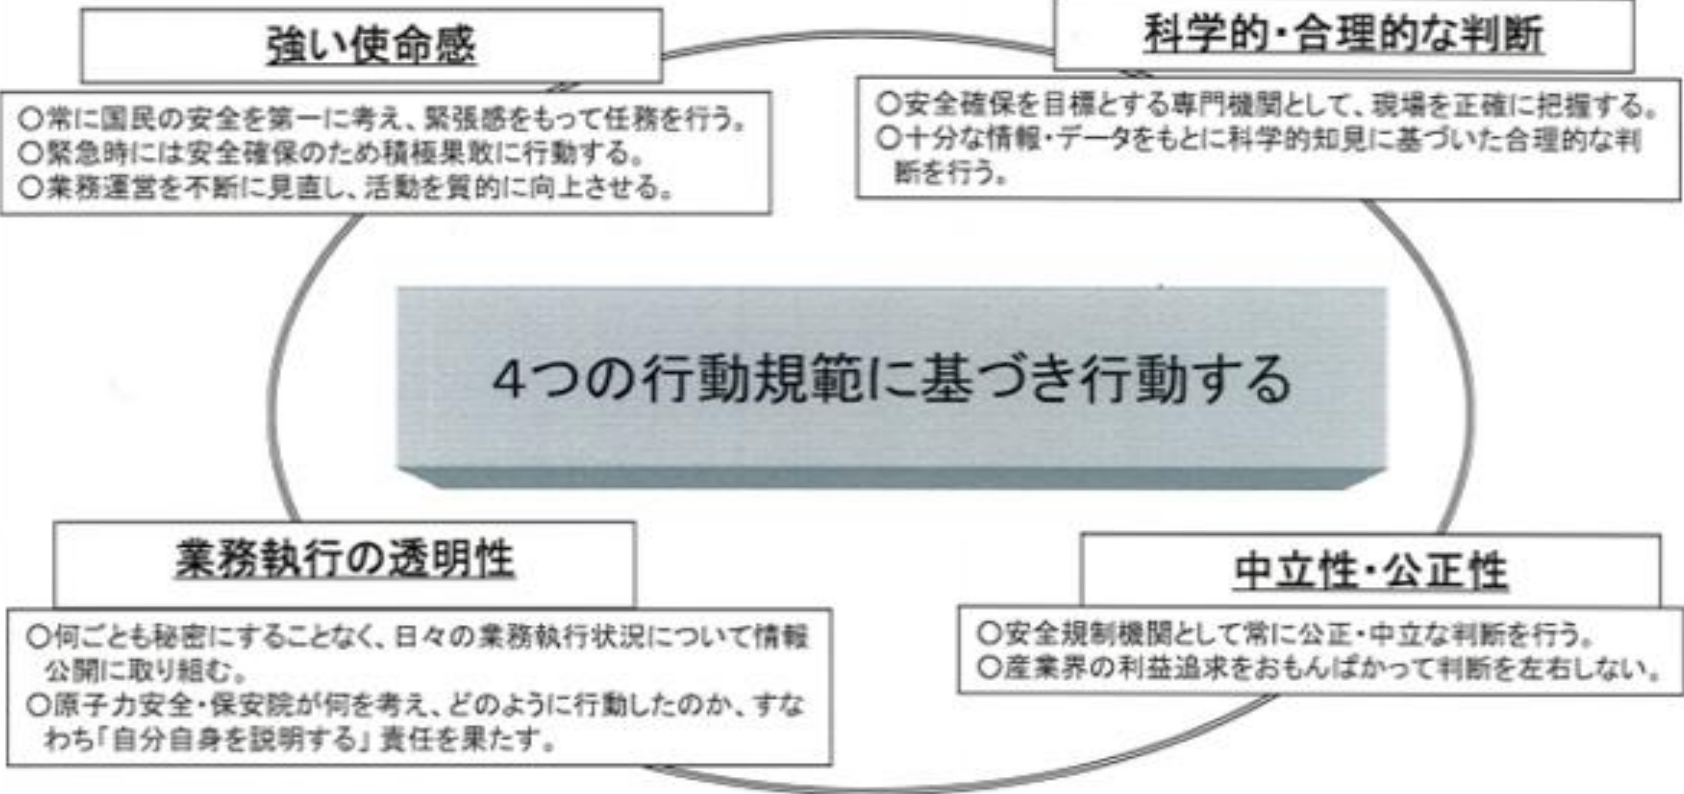 強い使命感
○常に国民の安全を第一に考え、緊張感をもって任務を行う。
○緊急時には安全確保のため積極果敢に行動する。
○業務運営を不断に見直し、活動を質的に向上させる。
科学的・合理的な判断
○安全確保を目標とする専門機関として、現場を正確に把握する。
○十分な情報・データをもとに科学的知見に基づいた合理的な判
断を行う。
4つの行動規範に基づき行動する
業務執行の透明性
○何ごとも秘密にすることなく、日々の業務執行状況について情報
公開に取り組む。
○原子力安全・保安院が何を考え、どのように行動したのか、すな
わち「自分自身を説明する」責任を果たす。
中立性・公正性
○安全規制機関として常に公正・中立な判断を行う。
○産業界の利益追求をおもんぱかって判断を左右しない。